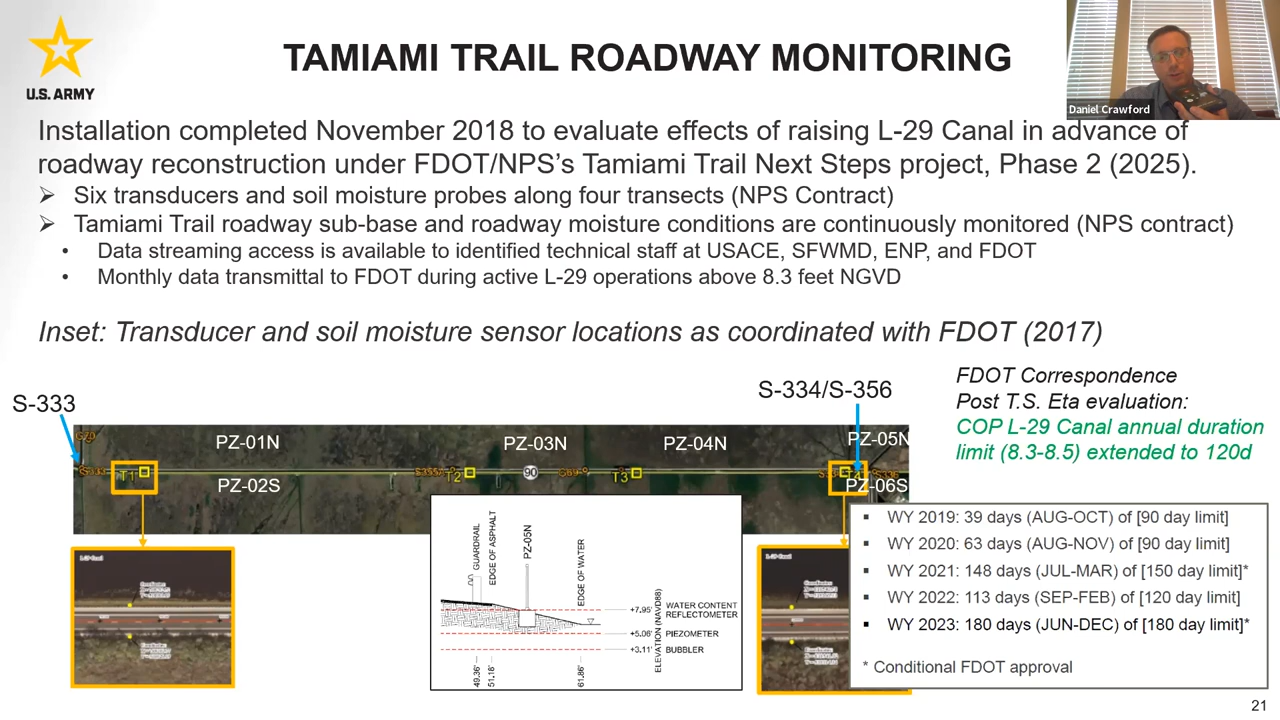 TAMIAMI TRAIL ROADWAY MONITORING
U.S. ARMY
Daniel Crawford
Installation completed November 2018 to evaluate effects of raising L-29 Canal in advance of
roadway reconstruction under FDOT/NPS's Tamiami Trail Next Steps project, Phase 2 (2025).
➢ Six transducers and soil moisture probes along four transects (NPS Contract)
➢ Tamiami Trail roadway sub-base and roadway moisture conditions are continuously monitored (NPS contract)
• Data streaming access is available to identified technical staff at USACE, SFWMD, ENP, and FDOT
• Monthly data transmittal to FDOT during active L-29 operations above 8.3 feet NGVD
Inset: Transducer and soil moisture sensor locations as coordinated with FDOT (2017)
S-333
S-334/S-356
FDOT Correspondence
Post T.S. Eta evaluation:
COP L-29 Canal annual duration
limit (8.3-8.5) extended to 120d
PZ-01N
PZ-03N
PZ-04N
PZ-05N
T1
T2
90
T3
PZ-02S
PZ-06S
GUARDRAIL
EDGE OF ASPHALT
PZ-05N
EDGE OF WATER
+7.95'
WATER CONTENT
REFLECTOMETER
+5.08'
PIEZOMETER
+3.11'
BUBBLER
ELEVATION (NAVD88)
49.36'
51.18'
61.86'
▪ WY 2019: 39 days (AUG-OCT) of [90 day limit]
▪ WY 2020: 63 days (AUG-NOV) of [90 day limit]
▪ WY 2021: 148 days (JUL-MAR) of [150 day limit]*
▪ WY 2022: 113 days (SEP-FEB) of [120 day limit]
▪ WY 2023: 180 days (JUN-DEC) of [180 day limit]*
* Conditional FDOT approval
21